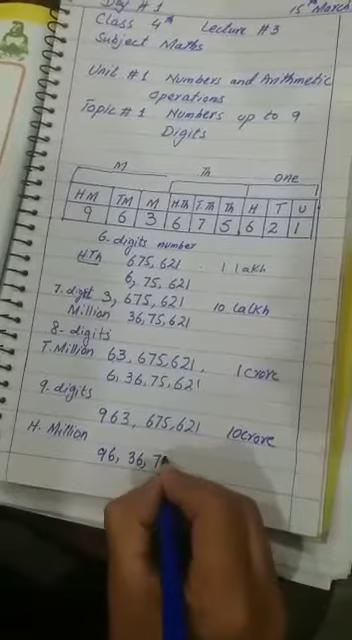 Day # 1 15th March
Class 4th Lecture #3
Subject Maths
Unit #1 Numbers and Arithmetic
Operations
Topic #1 Numbers up to 9
Digits
M Th one
HM TM M H.Th T.Th Th H T U
9 6 3 6 7 5 6 2 1
6-digits number
HTh 675,621 1 lakh
6, 75, 621
7-digit 3, 675, 621 10 lalkh
Million 36,75,621
8-digits
T.Million 63, 675,621, 1 crore
6, 36, 75, 621
9-digits
963, 675,621 10 crore
H. Million
96, 36, 7